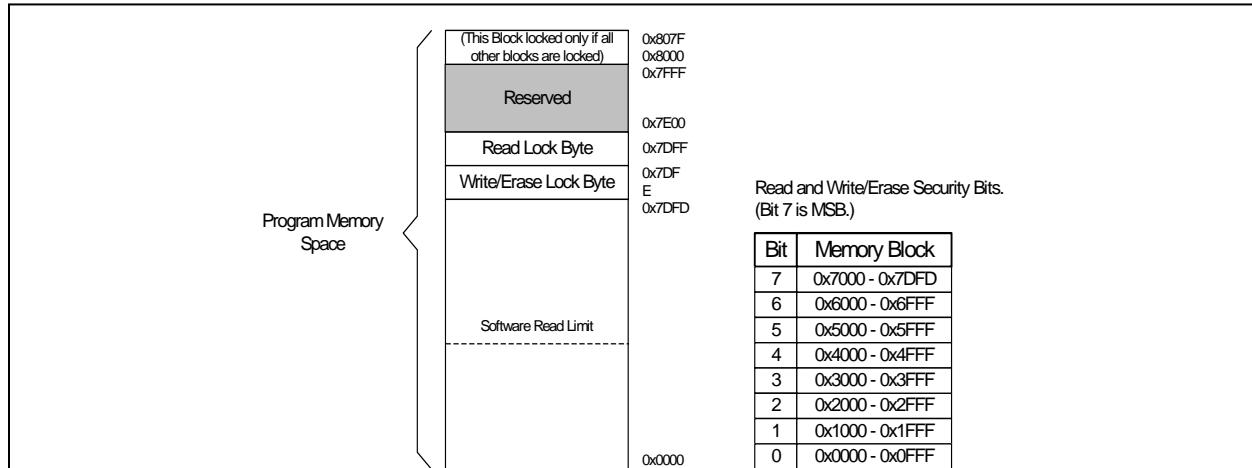 (This Block locked only if all
other blocks are locked)
0x807F
0x8000
0x7FFF
Reserved
0x7E00
Read Lock Byte
0x7DFF
Write/Erase Lock Byte
0x7DF
E
0x7DFD
Program Memory
Space
Software Read Limit
0x0000
Read and Write/Erase Security Bits.
(Bit 7 is MSB.)
Bit Memory Block
7 0x7000 - 0x7DFD
6 0x6000 - 0x6FFF
5 0x5000 - 0x5FFF
4 0x4000 - 0x4FFF
3 0x3000 - 0x3FFF
2 0x2000 - 0x2FFF
1 0x1000 - 0x1FFF
0 0x0000 - 0x0FFF